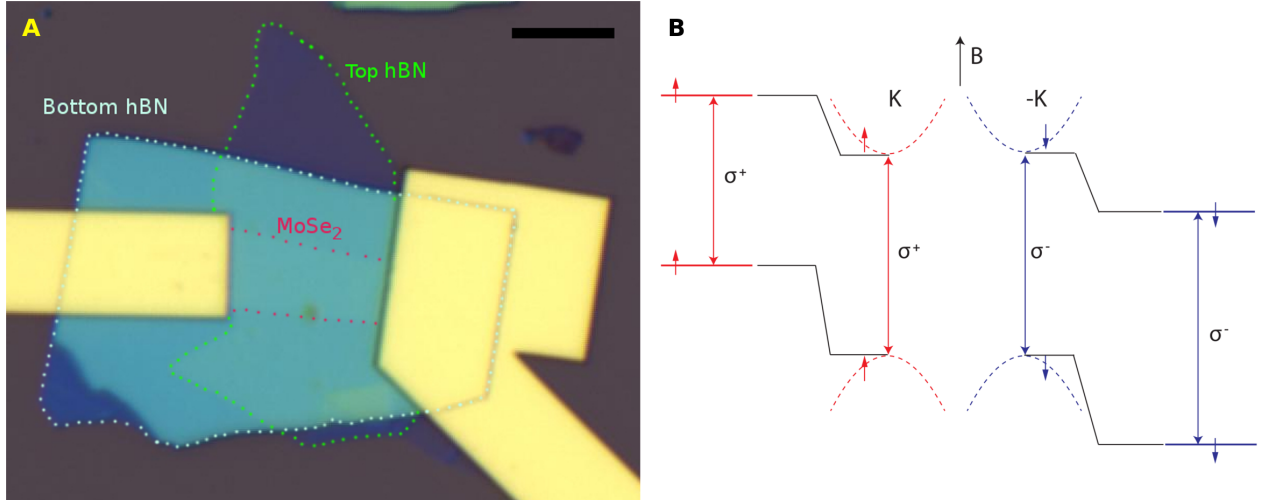 A
Top hBN
Bottom hBN
MoSe₂
B
B
K
-K
σ⁺
σ⁺
σ⁻
σ⁻